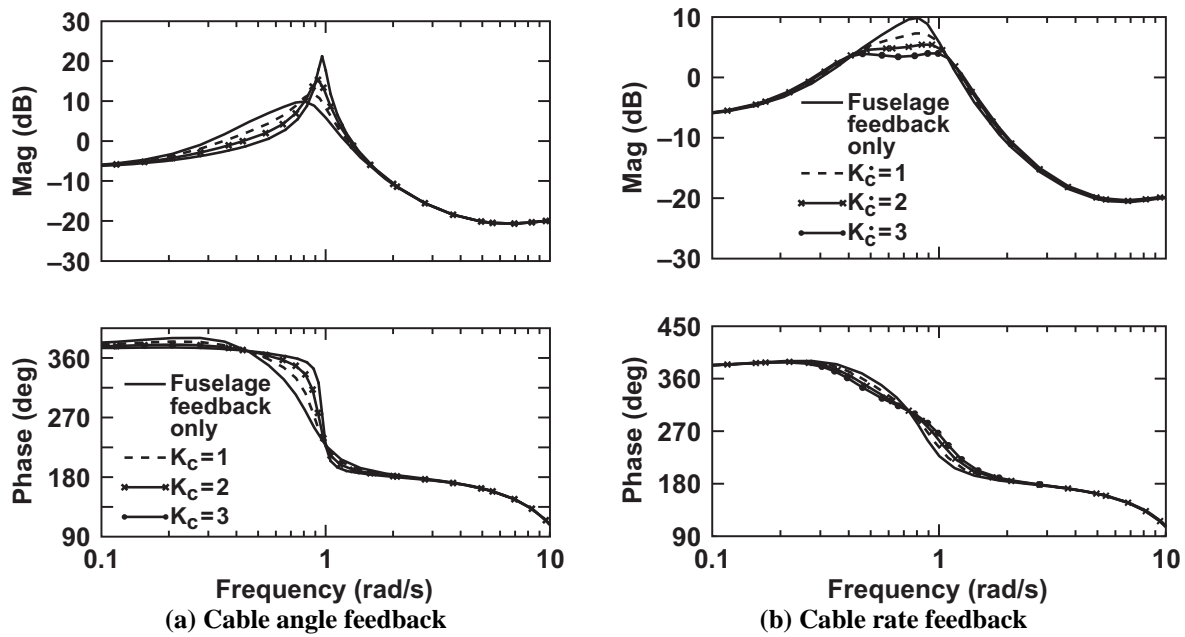 30
20
10
0
–10
–20
–30
Mag (dB)
360
270
180
90
Phase (deg)
Fuselage
feedback
only
Kc=1
Kc=2
Kc=3
0.1
1
10
Frequency (rad/s)
(a) Cable angle feedback
10
0
–10
–20
–30
Mag (dB)
Fuselage
feedback
only
Kċ=1
Kċ=2
Kċ=3
450
360
270
180
90
Phase (deg)
0.1
1
10
Frequency (rad/s)
(b) Cable rate feedback